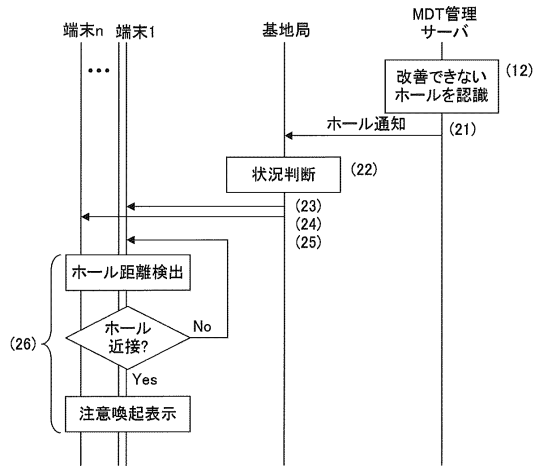 MDT管理
サーバ
端末n
端末1
基地局
•••
改善できない
ホールを認識
(12)
ホール通知
(21)
状況判断
(22)
(23)
(24)
(25)
ホール距離検出
ホール
近接?
No
(26)
Yes
注意喚起表示